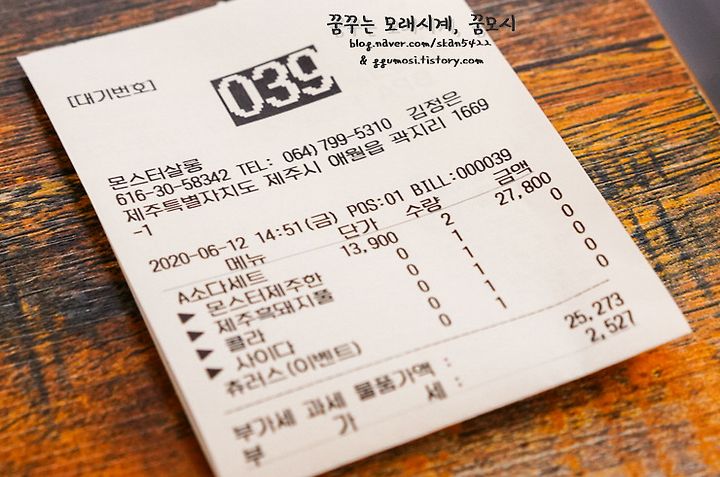 꿈꾸는 모래시계, 꿈모시
blog.naver.com/skan5422
& ggumosi.tistory.com
[대기번호] 039
몬스터살롱
616-30-58342 TEL: 064)799-5310 김정은
제주특별자치도 제주시 애월읍 곽지리 1669
-1
2020-06-12 14:51(금) POS:01 BILL:000039
메뉴 단가 수량 금액
A소다세트 13,900 2 27,800
▶ 몬스터제주한 0 1 0
▶ 제주흑돼지롤 0 1 0
▶ 콜라 0 1 0
▶ 사이다 0 1 0
츄러스(이벤트) 0 1 0
부가세 과세 물품가액 : 25,273
부 가 세 : 2,527